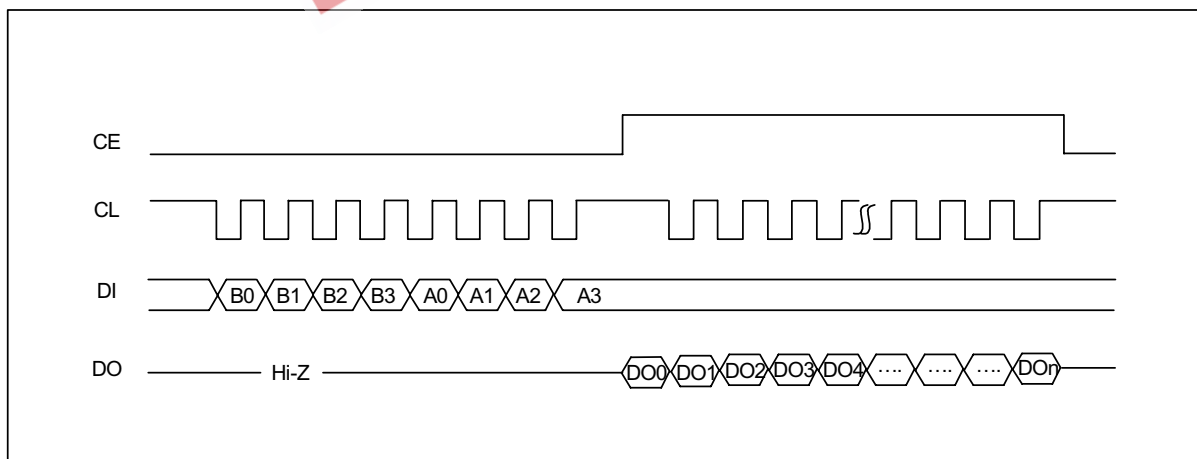 CE
CL
DI B0 B1 B2 B3 A0 A1 A2 A3
DO Hi-Z DO0 DO1 DO2 DO3 DO4 .... .... .... DOn